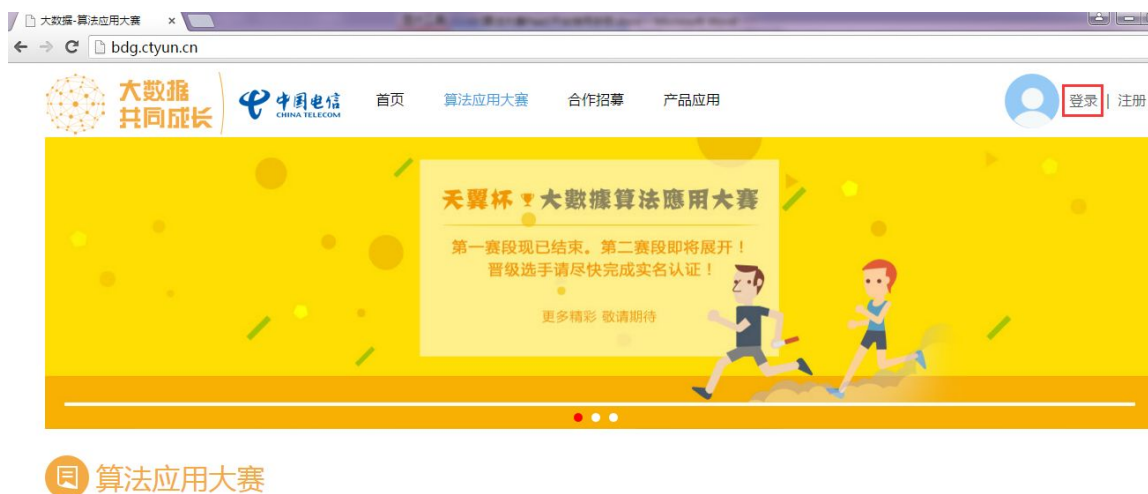 大数据-算法应用大赛
bdg.ctyun.cn
大数据
共同成长
中国电信
CHINA TELECOM
首页
算法应用大赛
合作招募
产品应用
登录 | 注册
天翼杯 大數據算法應用大賽
第一赛段现已结束。第二赛段即将展开！
晋级选手请尽快完成实名认证！
更多精彩 敬请期待
算法应用大赛